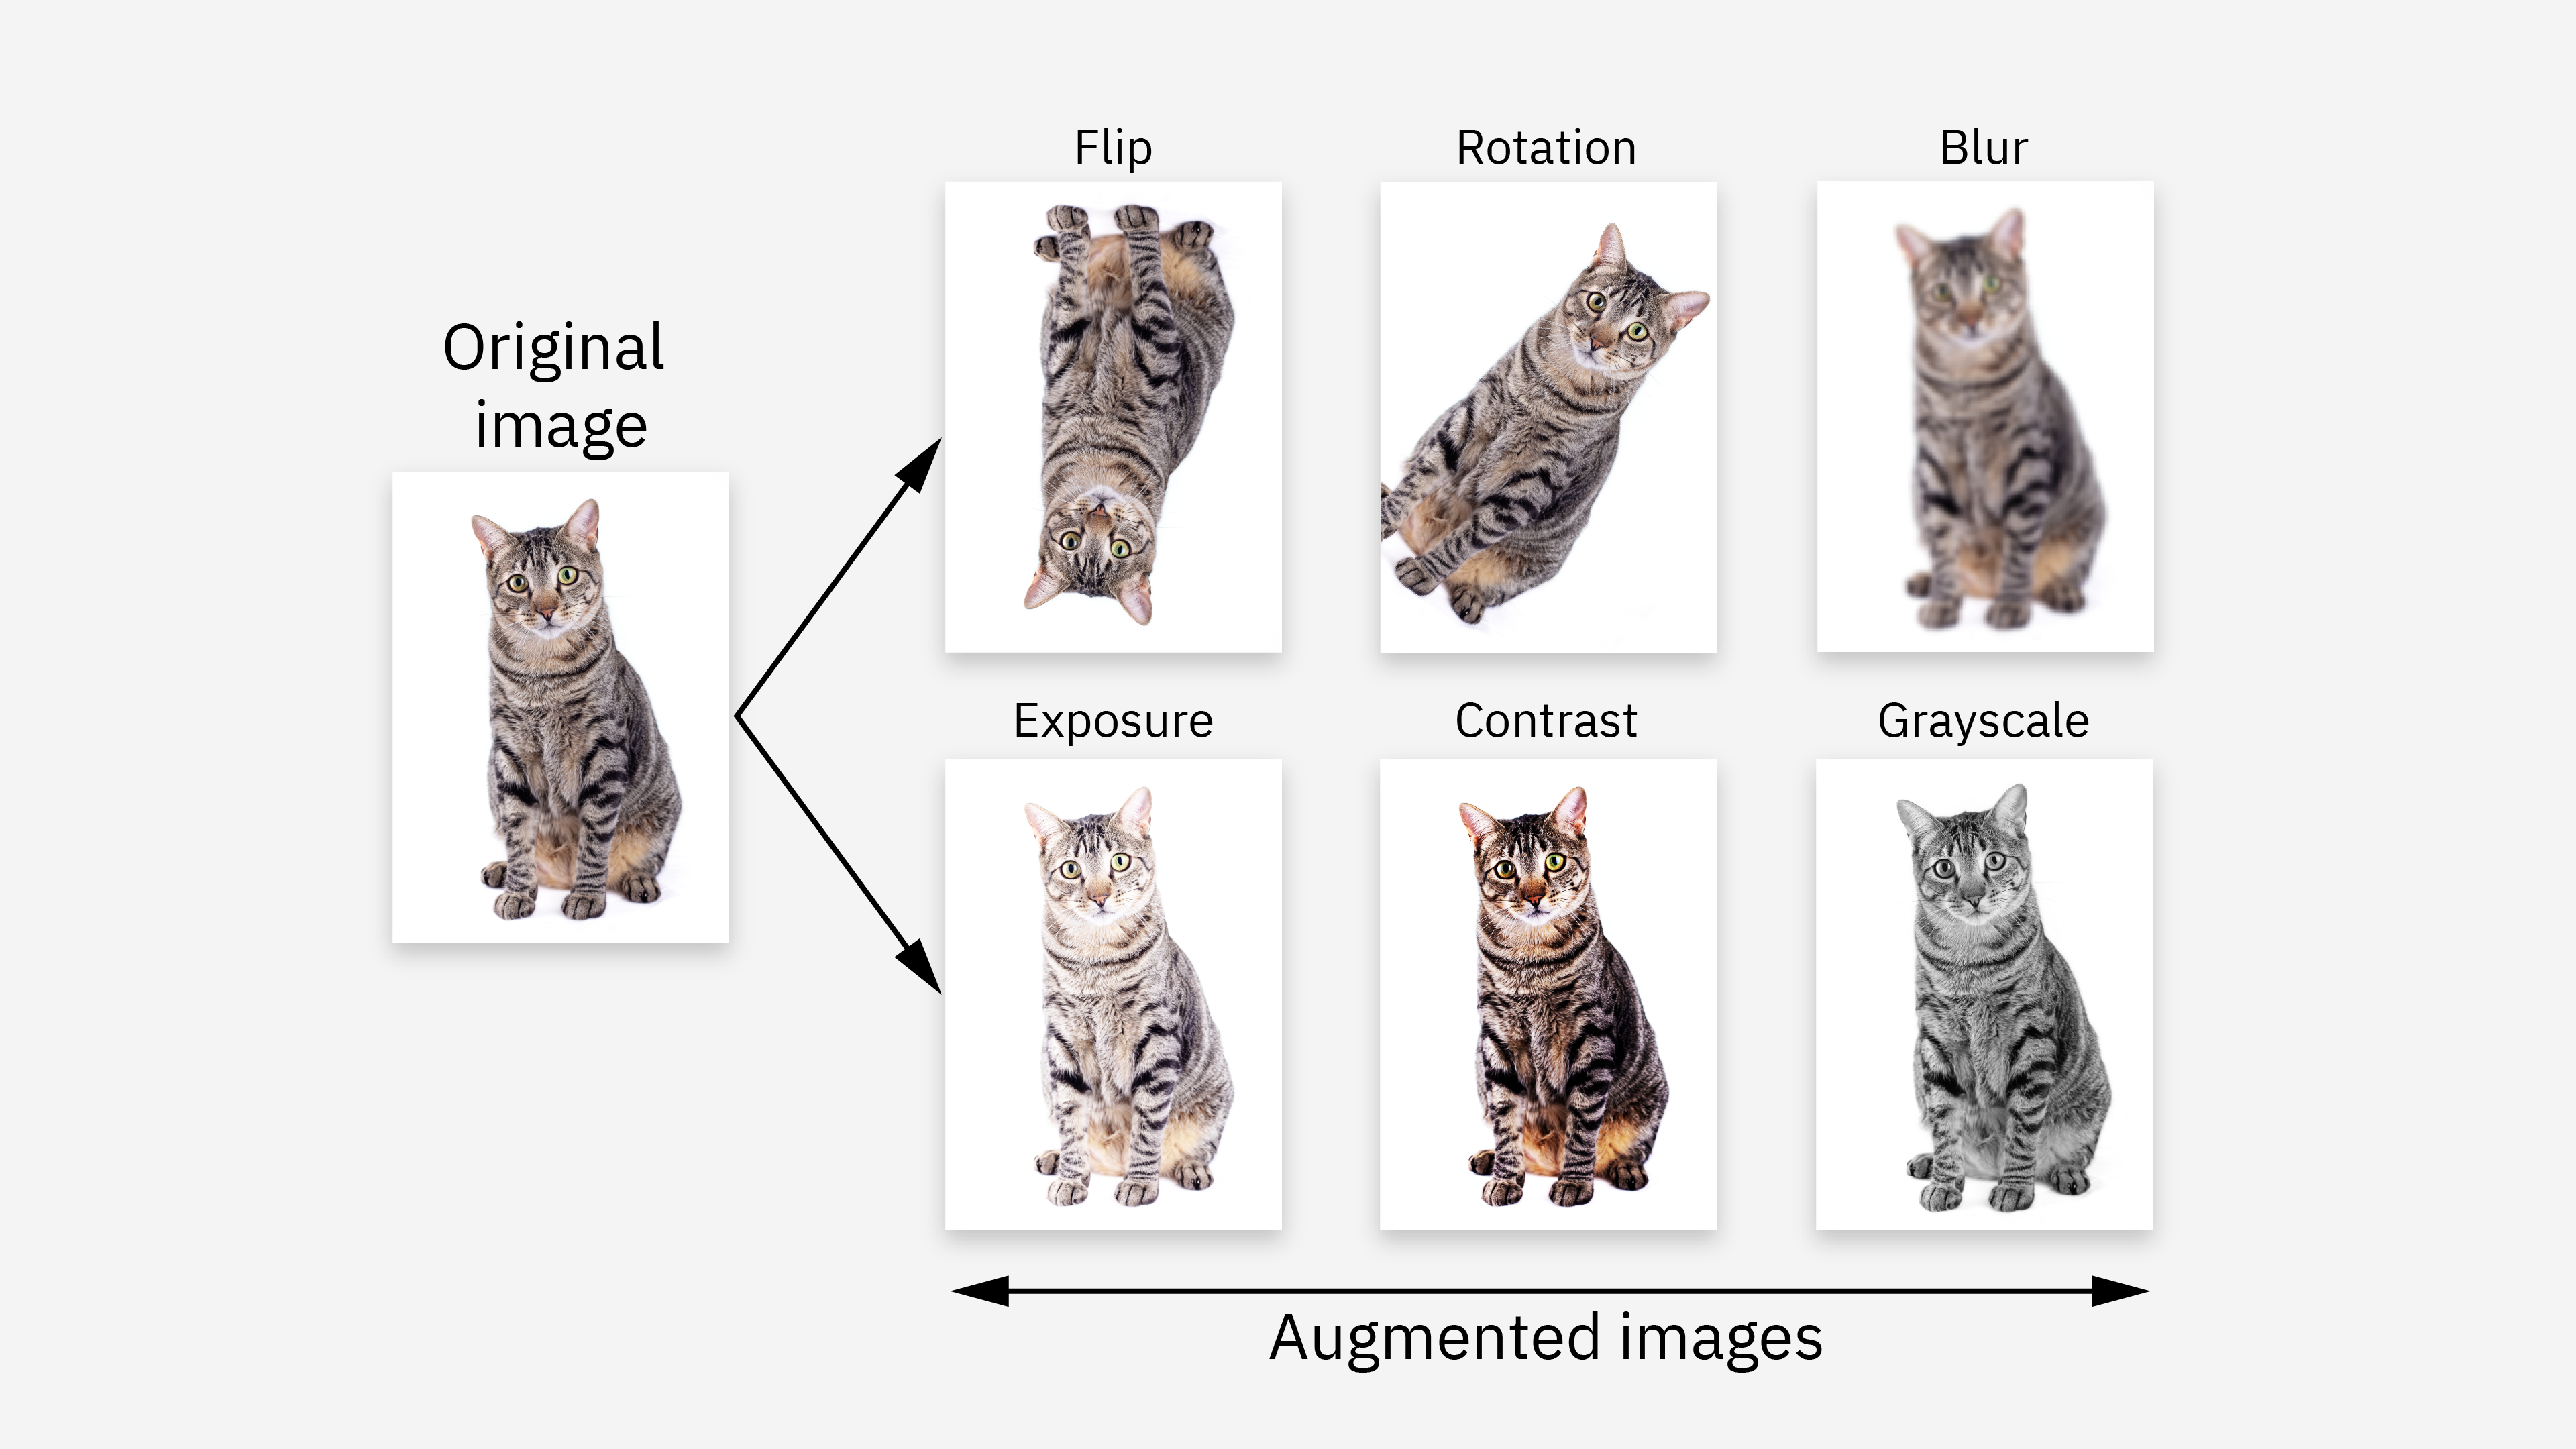 Original
image
Flip
Rotation
Blur
Exposure
Contrast
Grayscale
Augmented images